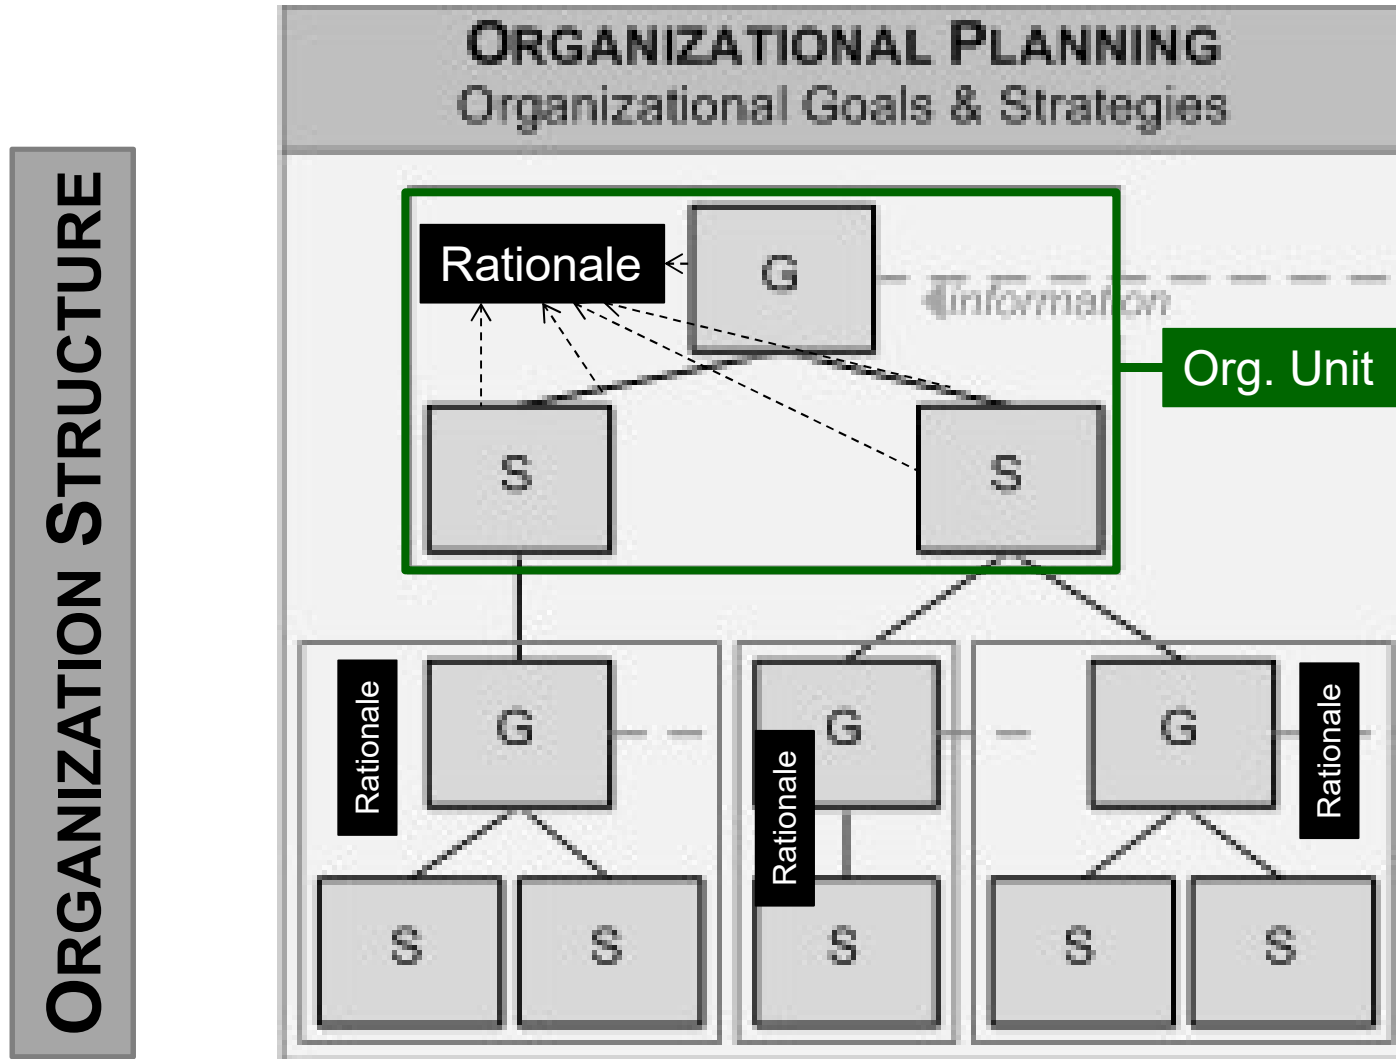 ORGANIZATIONAL PLANNING
Organizational Goals & Strategies
ORGANIZATION STRUCTURE
Rationale
G
information
Org. Unit
S
S
Rationale
G
Rationale
G
G
Rationale
S
S
S
S
S